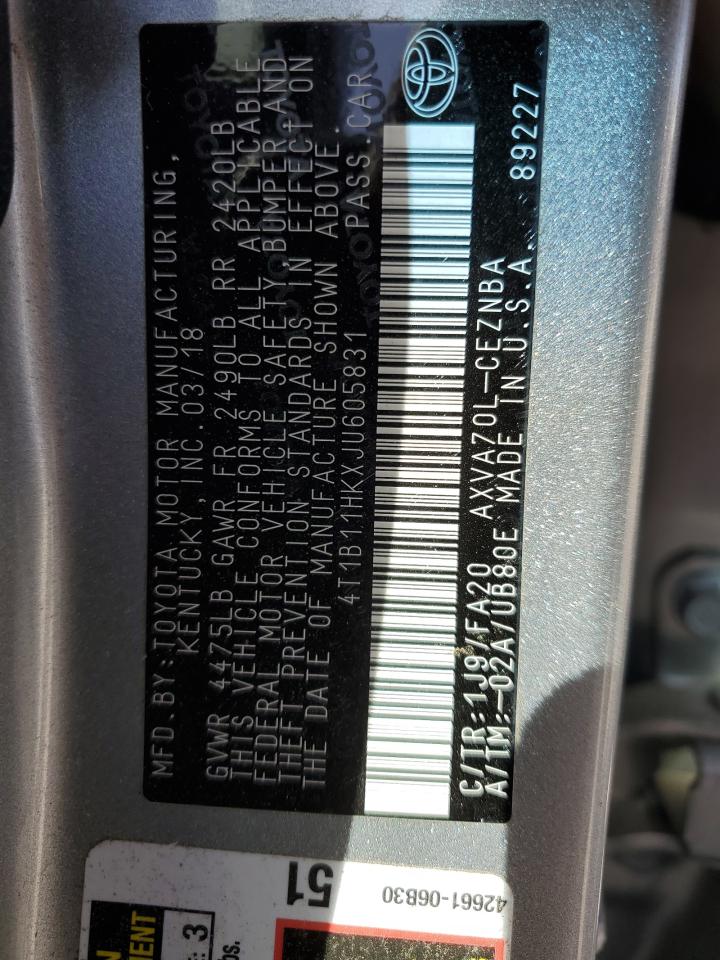 MFD.BY:TOYOTA MOTOR MANUFACTURING,
KENTUCKY, INC. 03/18
GVWR 4475LB GAWR FR 2490LB RR 2420LB
THIS VEHICLE CONFORMS TO ALL APPLICABLE
FEDERAL MOTOR VEHICLE SAFETY, BUMPER, AND
THEFT PREVENTION STANDARDS IN EFFECT ON
THE DATE OF MANUFACTURE SHOWN ABOVE
4T1B11HKXJU605831 PASS.CAR
C/TR:1J9/FA20 AXVA70L-CEZNBA
A/TM:-02A/UB80E MADE IN U.S.A. 89227
51
42661-06B30
3